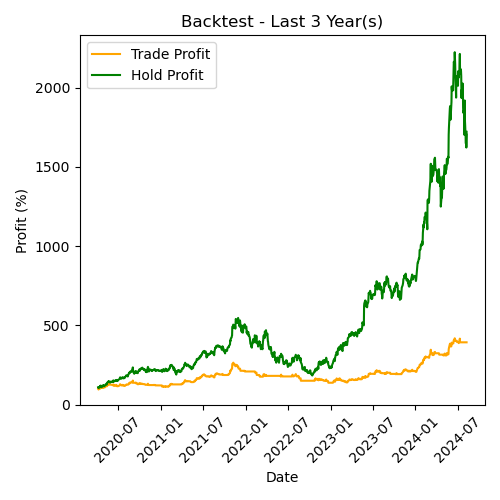 Backtest - Last 3 Year(s)
Trade Profit
Hold Profit
Profit (%)
2000
1500
1000
500
0
2020-07
2021-01
2021-07
2022-01
2022-07
2023-01
2023-07
2024-01
2024-07
Date